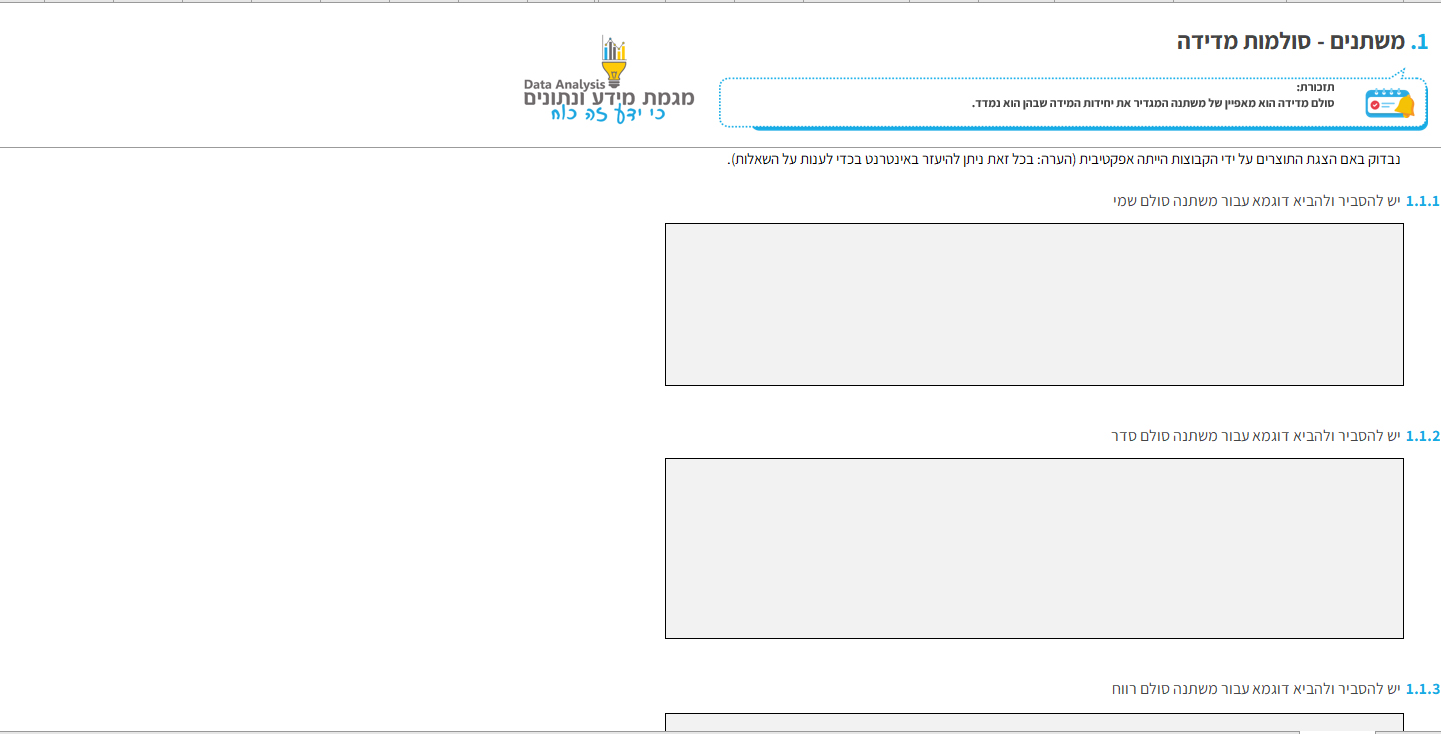 1. משתנים - סולמות מדידה
תזכורת:
סולם מדידה הוא מאפיין של משתנה המגדיר את יחידות המידה שבהן הוא נמדד.
Data Analysis
מגמת מידע ונתונים
כי ידע זה כוח
נבדוק באם הצגת התוצרים על ידי הקבוצות הייתה אפקטיבית (הערה: בכל זאת ניתן להיעזר באינטרנט בכדי לענות על השאלות).
1.1.1 יש להסביר ולהביא דוגמא עבור משתנה סולם שמי
1.1.2 יש להסביר ולהביא דוגמא עבור משתנה סולם סדר
1.1.3 יש להסביר ולהביא דוגמא עבור משתנה סולם רווח